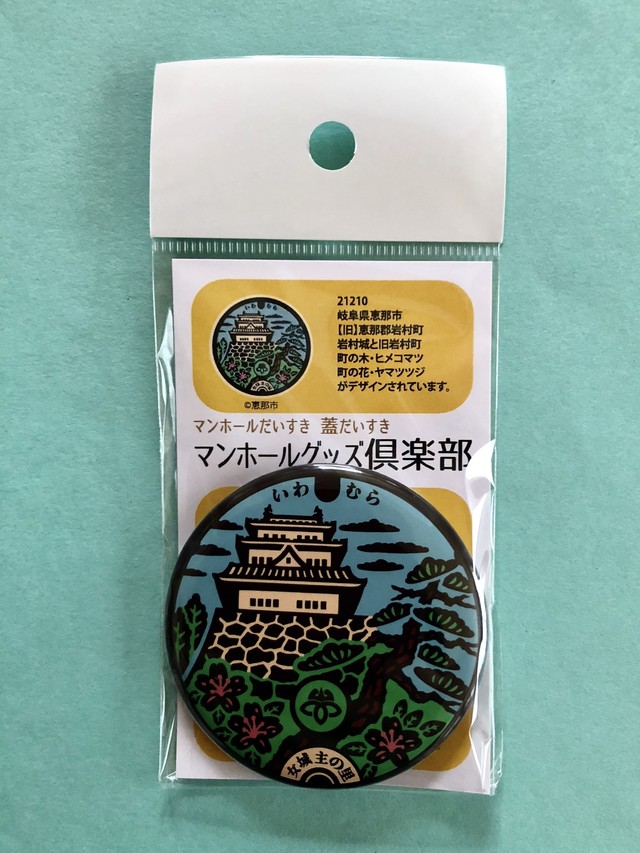 いわむら
21210
岐阜県恵那市
【旧】恵那郡岩村町
岩村城と旧岩村町
町の木・ヒメコマツ
町の花・ヤマツツジ
がデザインされています。
©恵那市
マンホールだいすき 蓋だいすき
マンホールグッズ倶楽部
いわむら
女城主の里